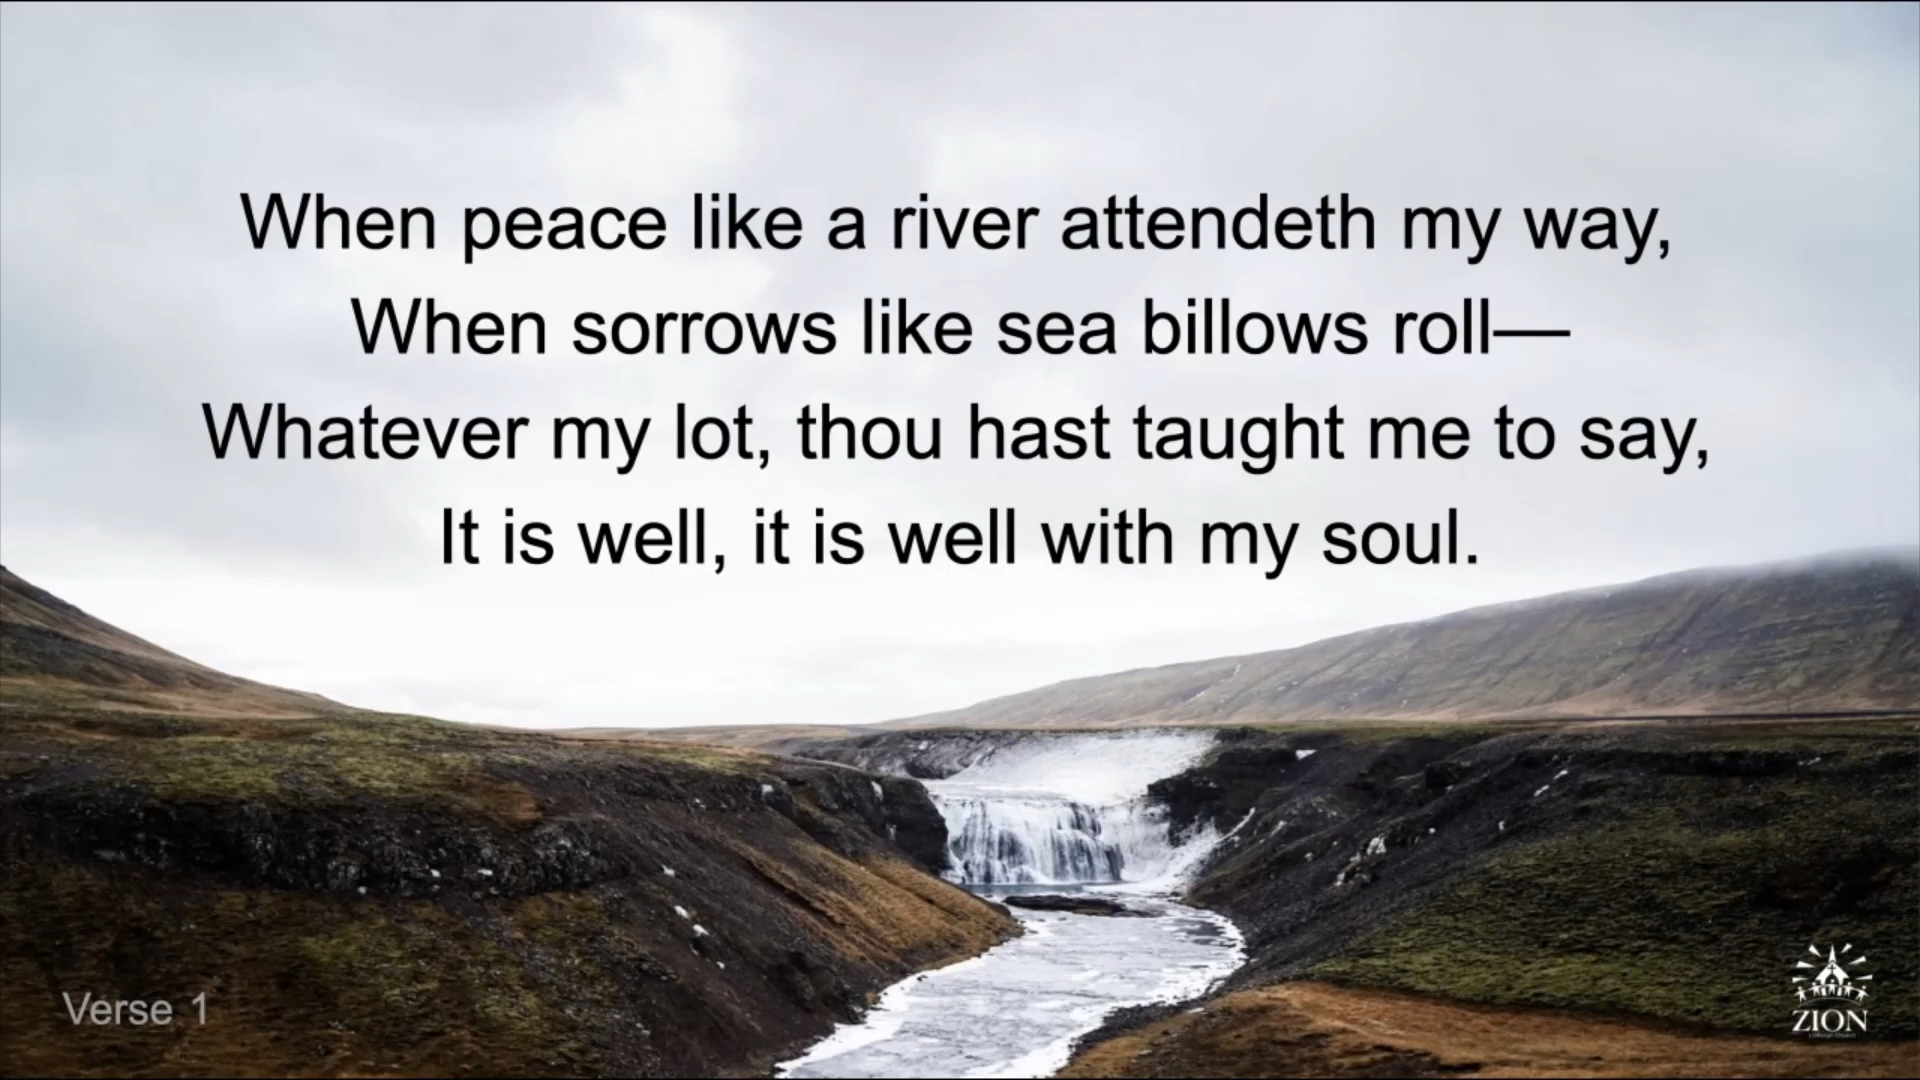 When peace like a river attendeth my way,
When sorrows like sea billows roll—
Whatever my lot, thou hast taught me to say,
It is well, it is well with my soul.
Verse 1
ZION